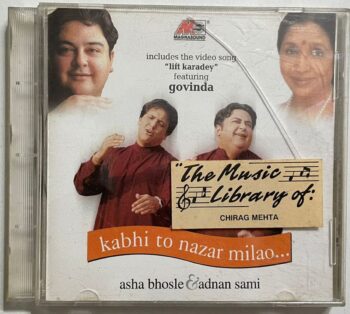 MAGNASOUND
includes the video song
"lift karadey"
featuring
govinda
"The Music
Library of:
CHIRAG MEHTA
kabhi to nazar milao...
asha bhosle & adnan sami